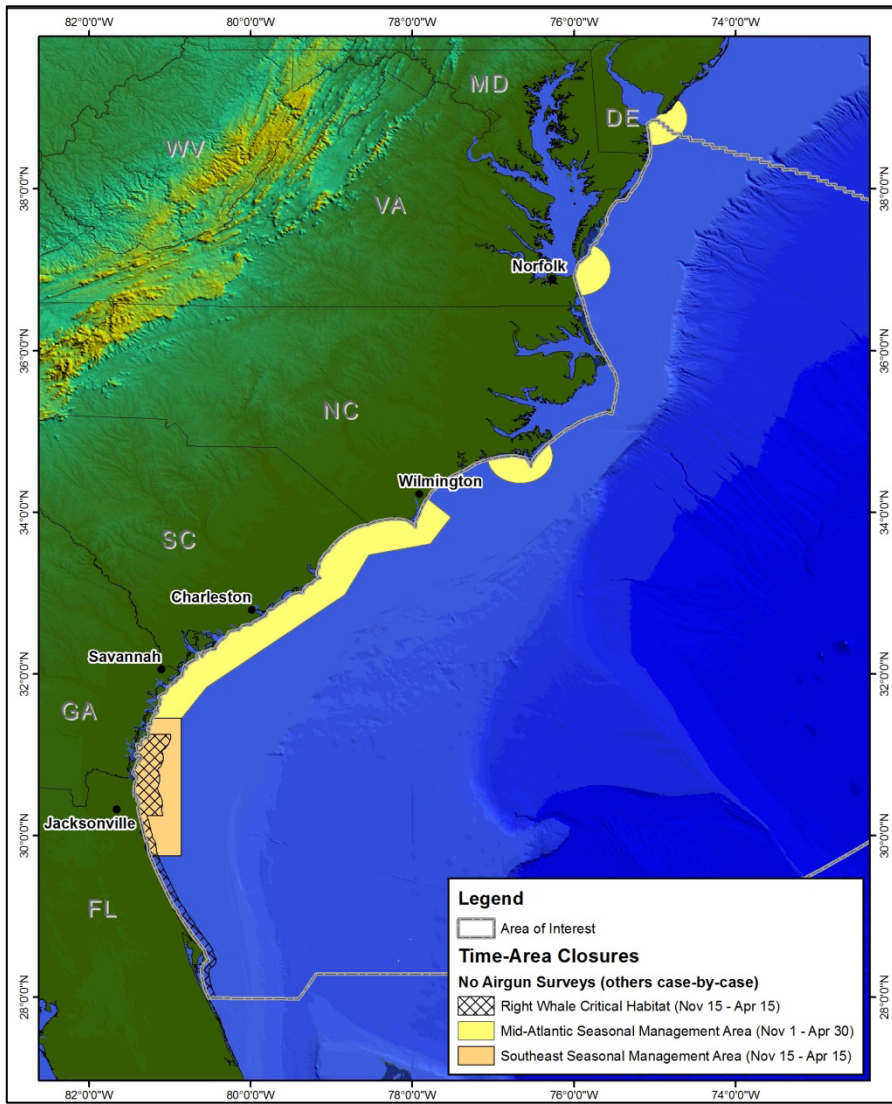 82°0'0"W 80°0'0"W 78°0'0"W 76°0'0"W 74°0'0"W
MD
DE
WV
38°0'0"N 38°0'0"N
VA
Norfolk
36°0'0"N 36°0'0"N
NC
Wilmington
34°0'0"N 34°0'0"N
SC
Charleston
Savannah
32°0'0"N 32°0'0"N
GA
Jacksonville
30°0'0"N 30°0'0"N
FL
28°0'0"N 28°0'0"N
Legend
Area of Interest
Time-Area Closures
No Airgun Surveys (others case-by-case)
Right Whale Critical Habitat (Nov 15 - Apr 15)
Mid-Atlantic Seasonal Management Area (Nov 1 - Apr 30)
Southeast Seasonal Management Area (Nov 15 - Apr 15)
82°0'0"W 80°0'0"W 78°0'0"W 76°0'0"W 74°0'0"W